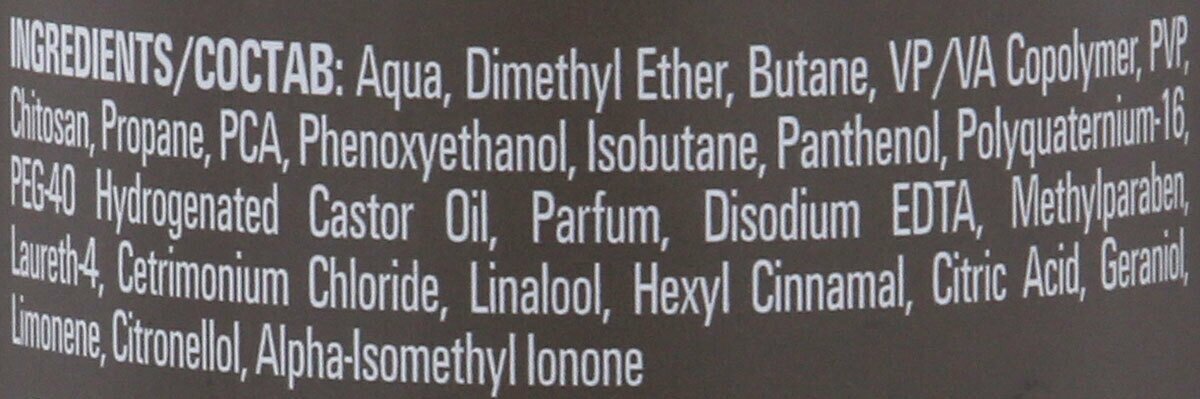 INGREDIENTS/СОСТАВ: Aqua, Dimethyl Ether, Butane, VP/VA Copolymer, PVP,
Chitosan, Propane, PCA, Phenoxyethanol, Isobutane, Panthenol, Polyquaternium-16,
PEG-40 Hydrogenated Castor Oil, Parfum, Disodium EDTA, Methylparaben,
Laureth-4, Cetrimonium Chloride, Linalool, Hexyl Cinnamal, Citric Acid, Geraniol,
Limonene, Citronellol, Alpha-Isomethyl Ionone